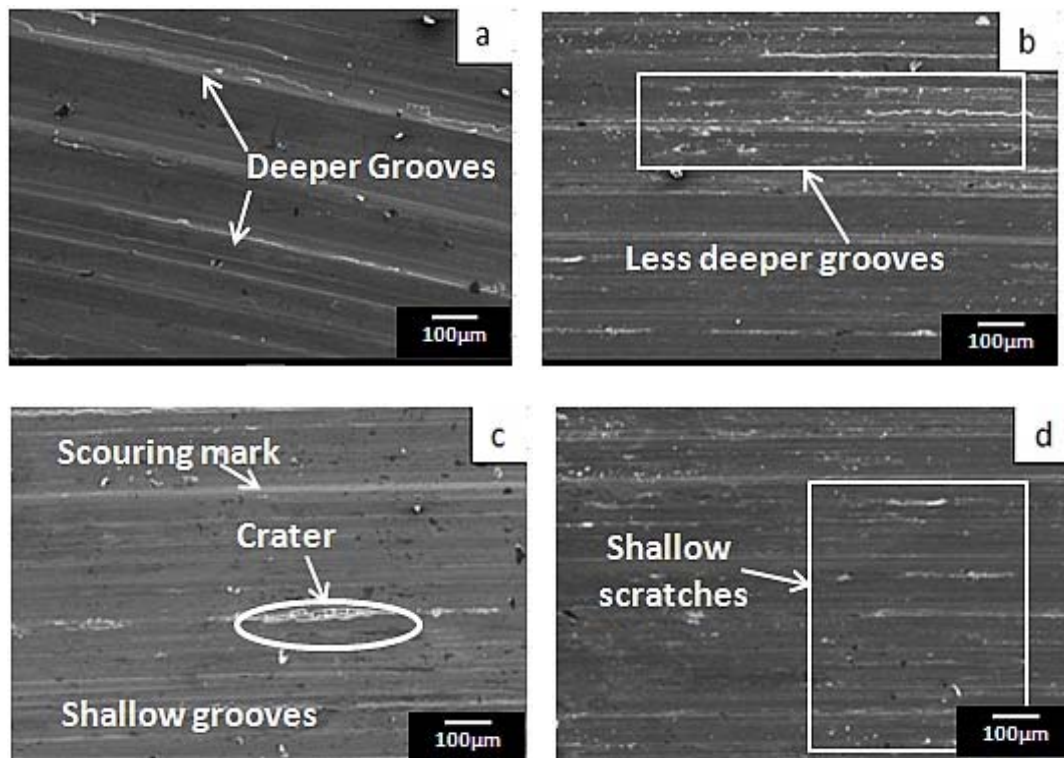 a
Deeper Grooves
100µm
b
Less deeper grooves
100µm
c
Scouring mark
Crater
Shallow grooves
100µm
d
Shallow
scratches
100µm